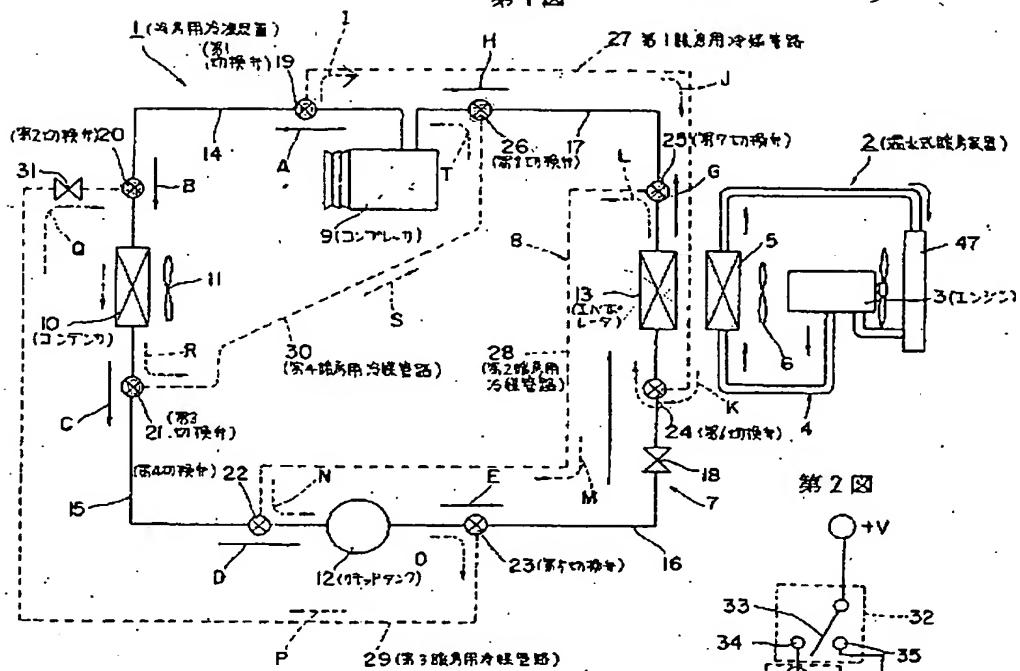 第1図
1 (冷房用冷凍装置)
I
H
27 第1暖房用冷媒管路
(第1切換弁) 19
J
14
A
T
26 (第8切換弁)
17
(第2切換弁) 20
25 (第7切換弁)
2 (温水式暖房装置)
31
B
L
G
Q
9 (コンプレッサ)
8
5
47
11
13 (エバポレータ)
3 (エンジン)
10 (コンデンサ)
S
6
R
30 (第4暖房用冷媒管路)
28 (第2暖房用冷媒管路)
K
C
21 (第3切換弁)
24 (第6切換弁)
4
(第4切換弁) 22
N
E
M
18
7
第2図
15
+V
D
12 (リキッドタンク)
O
23 (第5切換弁)
16
33
32
34
35
P
29 (第3暖房用冷媒管路)